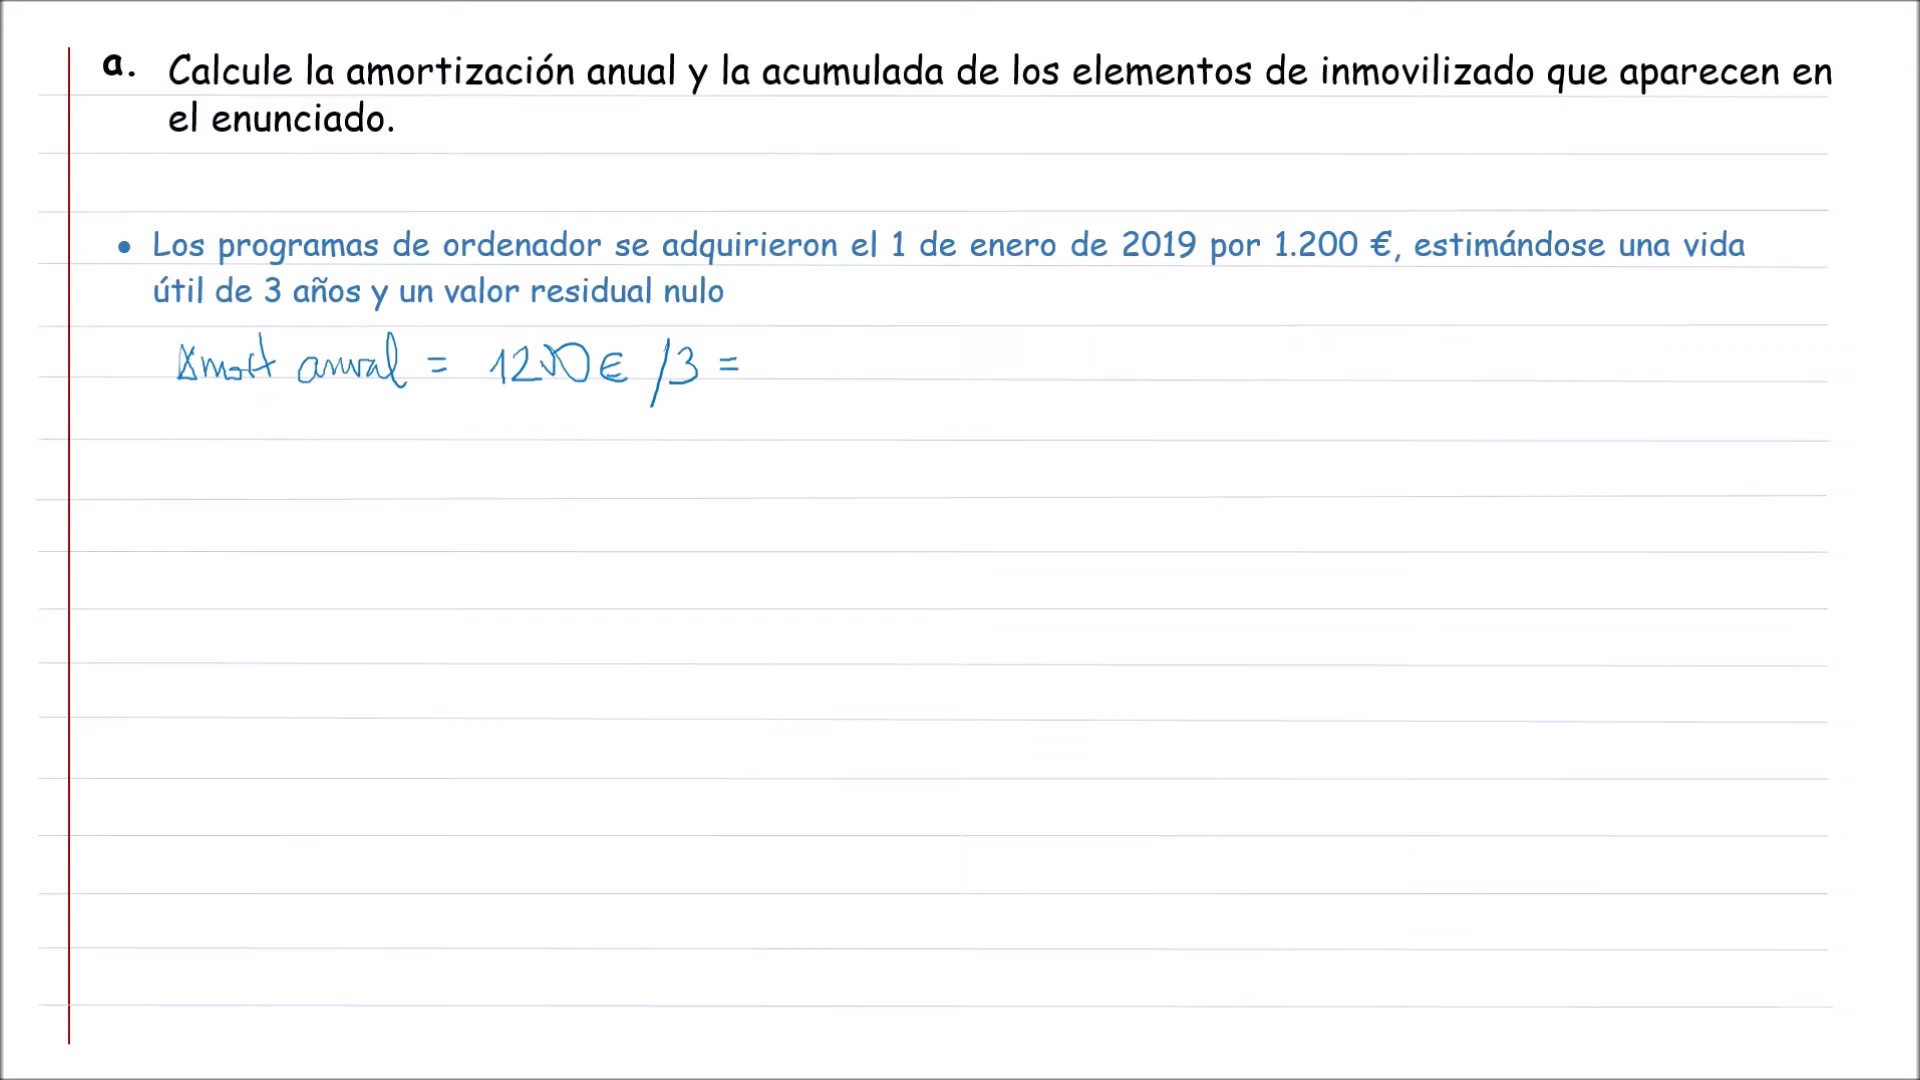 a. Calcule la amortización anual y la acumulada de los elementos de inmovilizado que aparecen en
el enunciado.
• Los programas de ordenador se adquirieron el 1 de enero de 2019 por 1.200 €, estimándose una vida
útil de 3 años y un valor residual nulo
Amort anual = 1200€ /3 =